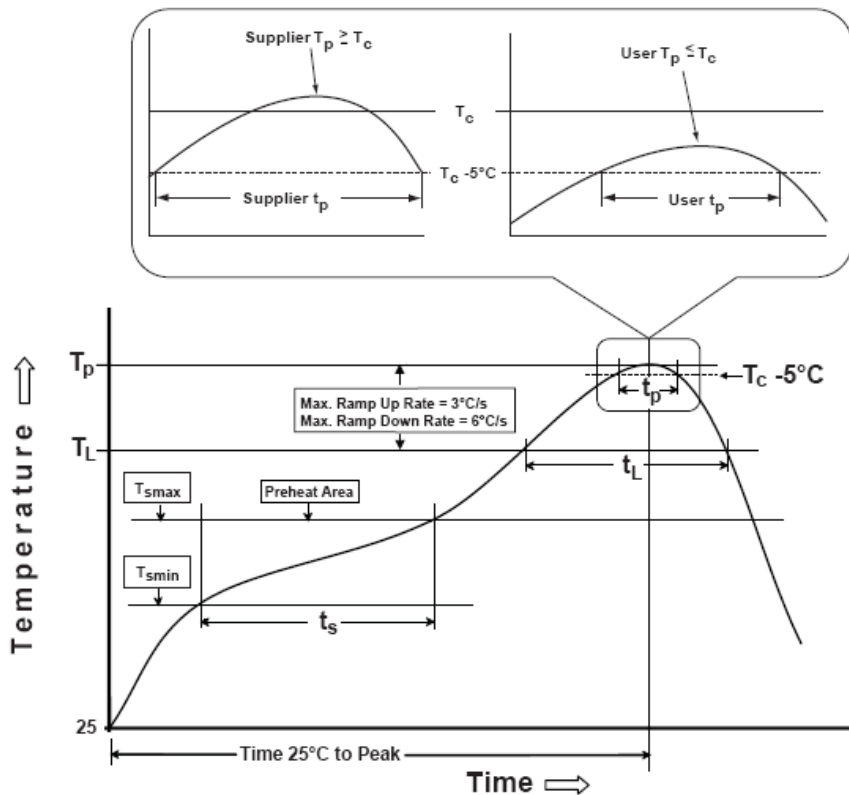 Supplier Tp ≥ Tc
User Tp ≤ Tc
Tc
Tc -5°C
Supplier tp
User tp
Temperature
Tp
Tc -5°C
tp
Max. Ramp Up Rate = 3°C/s
Max. Ramp Down Rate = 6°C/s
TL
tL
Tsmax
Preheat Area
Tsmin
ts
25
Time 25°C to Peak
Time